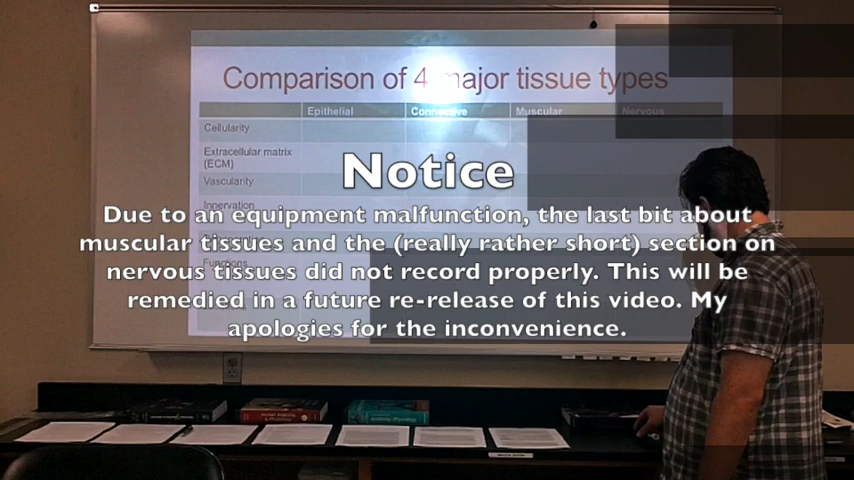 Comparison of 4 major tissue types
Epithelial Connective Muscular Nervous
Cellularity
Extracellular matrix
(ECM)
Vascularity
Innervation
Functions
Notice
Due to an equipment malfunction, the last bit about
muscular tissues and the (really rather short) section on
nervous tissues did not record properly. This will be
remedied in a future re-release of this video. My
apologies for the inconvenience.